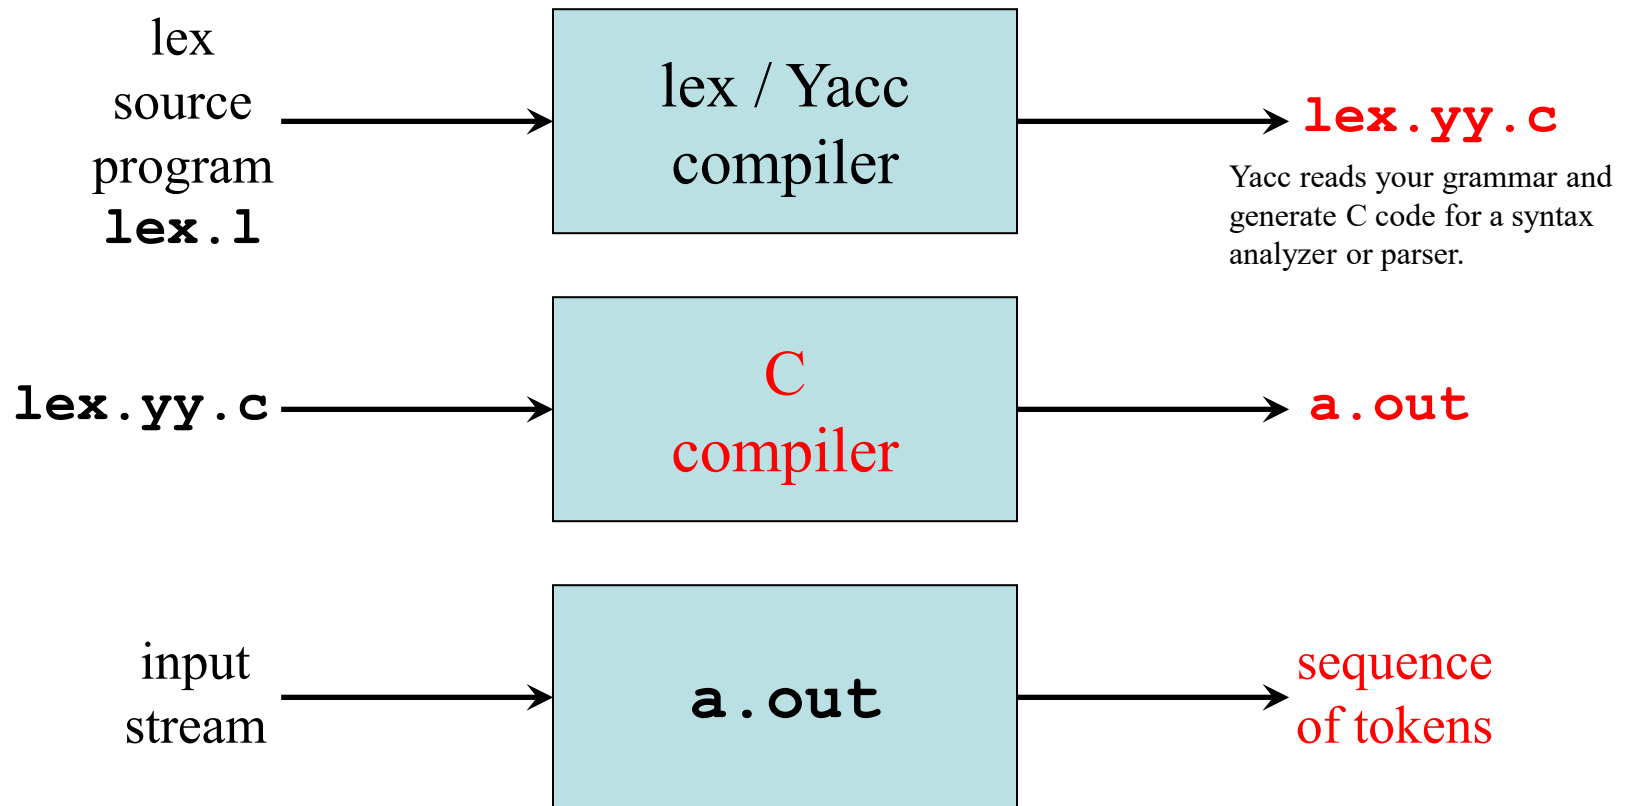 lex
source
program
lex.l
lex / Yacc
compiler
lex.yy.c
Yacc reads your grammar and
generate C code for a syntax
analyzer or parser.
lex.yy.c
C
compiler
a.out
input
stream
a.out
sequence
of tokens